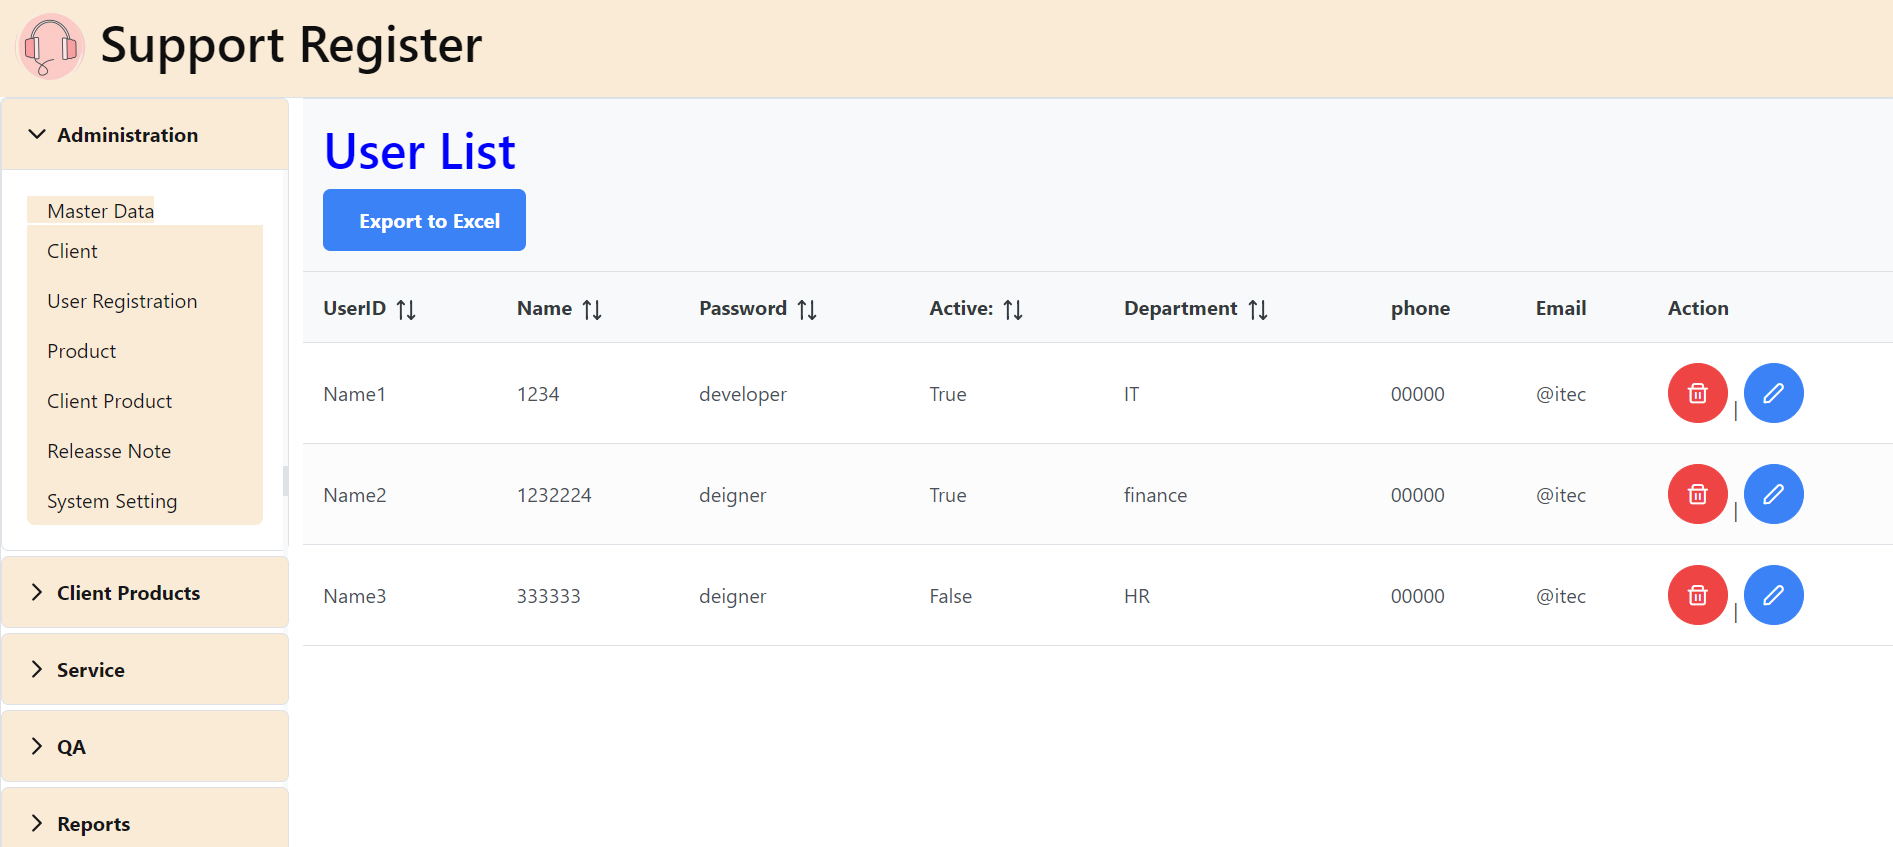 Support Register
Administration
Master Data
Client
User Registration
Product
Client Product
Releasse Note
System Setting
Client Products
Service
QA
Reports
User List
Export to Excel
UserID Name Password Active: Department phone Email Action
Name1 1234 developer True IT 00000 @itec |
Name2 1232224 deigner True finance 00000 @itec |
Name3 333333 deigner False HR 00000 @itec |